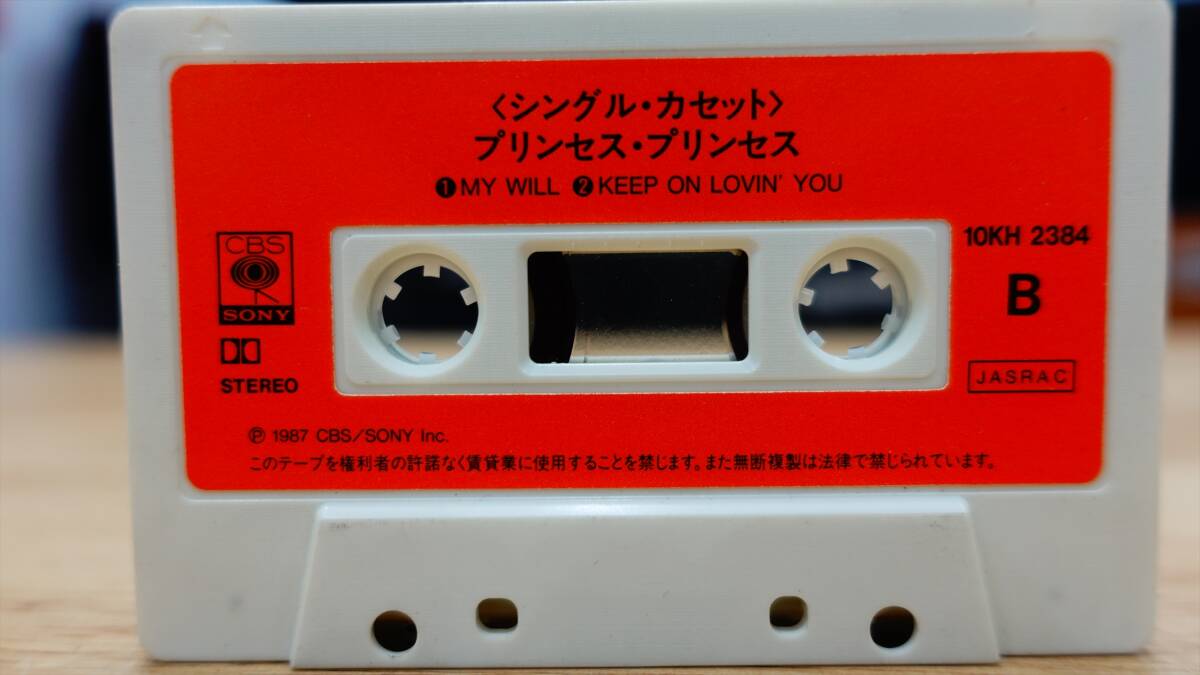 〈シングル・カセット〉
プリンセス・プリンセス
❶MY WILL ❷KEEP ON LOVIN' YOU
CBS
SONY
STEREO
10KH 2384
B
JASRAC
Ⓟ 1987 CBS/SONY Inc.
このテープを権利者の許諾なく賃貸業に使用することを禁じます。また無断複製は法律で禁じられています。